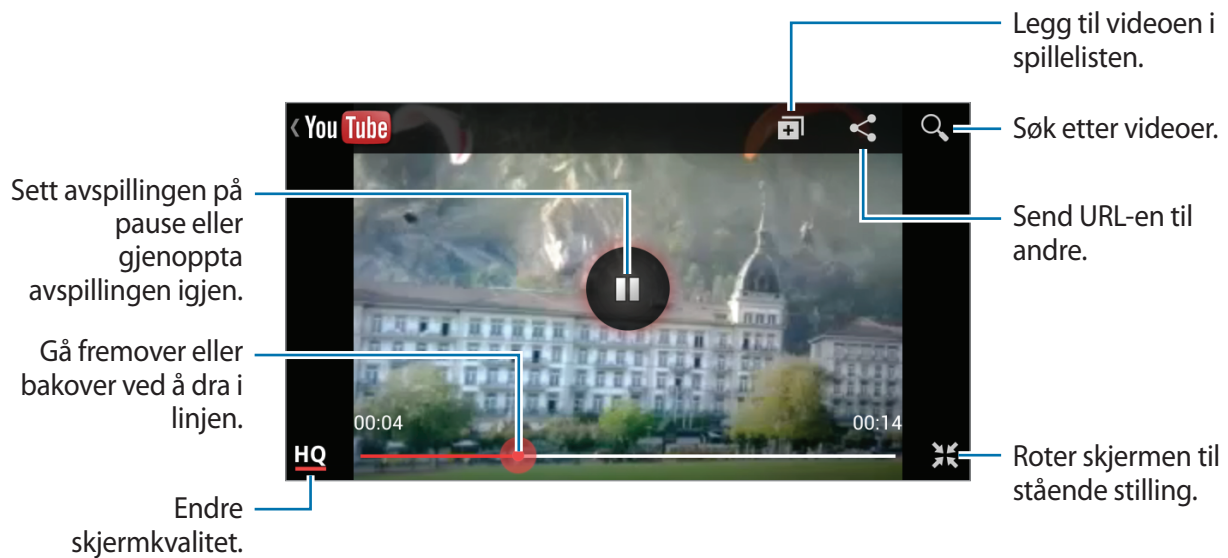 Legg til videoen i
spillelisten.
You Tube
Søk etter videoer.
Sett avspillingen på
pause eller
gjenoppta
avspillingen igjen.
Send URL-en til
andre.
Gå fremover eller
bakover ved å dra i
linjen.
00:04
00:14
HQ
Roter skjermen til
stående stilling.
Endre
skjermkvalitet.